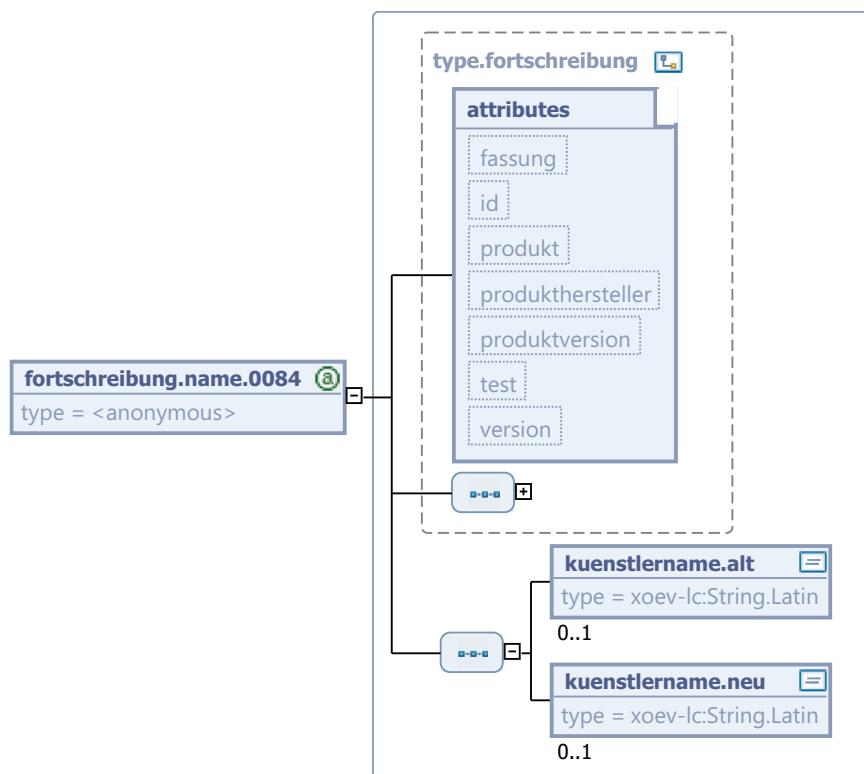 type.fortschreibung
attributes
fassung
id
produkt
produkthersteller
produktversion
test
version
fortschreibung.name.0084 a
type = <anonymous>
kuenstlername.alt
type = xoev-lc:String.Latin
0..1
kuenstlername.neu
type = xoev-lc:String.Latin
0..1